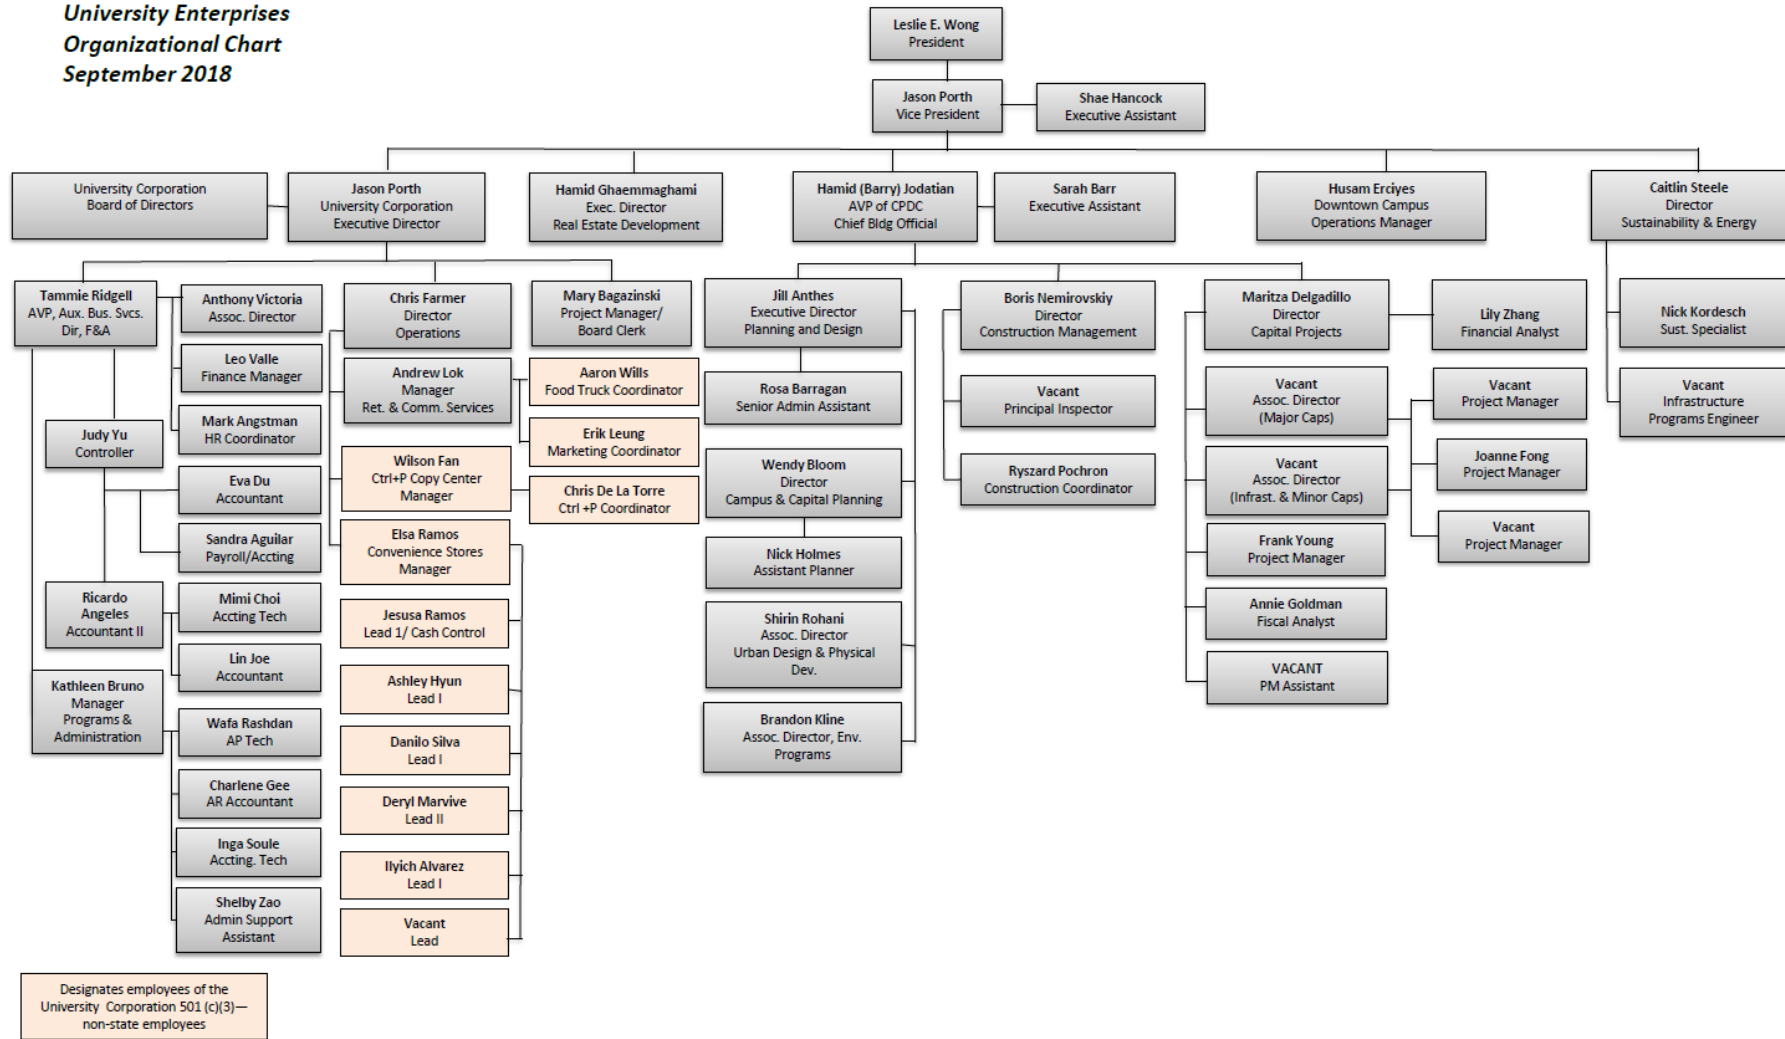 University Enterprises
Organizational Chart
September 2018
Leslie E. Wong
President
Jason Porth
Vice President
Shae Hancock
Executive Assistant
University Corporation
Board of Directors
Jason Porth
University Corporation
Executive Director
Hamid Ghaemmaghami
Exec. Director
Real Estate Development
Hamid (Barry) Jodatian
AVP of CPDC
Chief Bldg Official
Sarah Barr
Executive Assistant
Husam Erciyes
Downtown Campus
Operations Manager
Caitlin Steele
Director
Sustainability & Energy
Tammie Ridgell
AVP, Aux. Bus. Svcs.
Dir, F&A
Anthony Victoria
Assoc. Director
Leo Valle
Finance Manager
Mark Angstman
HR Coordinator
Judy Yu
Controller
Eva Du
Accountant
Sandra Aguilar
Payroll/Accting
Ricardo
Angeles
Accountant II
Mimi Choi
Accting Tech
Lin Joe
Accountant
Kathleen Bruno
Manager
Programs &
Administration
Wafa Rashdan
AP Tech
Charlene Gee
AR Accountant
Inga Soule
Accting. Tech
Shelby Zao
Admin Support
Assistant
Chris Farmer
Director
Operations
Andrew Lok
Manager
Ret. & Comm. Services
Aaron Wills
Food Truck Coordinator
Erik Leung
Marketing Coordinator
Wilson Fan
Ctrl+P Copy Center
Manager
Chris De La Torre
Ctrl +P Coordinator
Elsa Ramos
Convenience Stores
Manager
Jesusa Ramos
Lead 1/ Cash Control
Ashley Hyun
Lead I
Danilo Silva
Lead I
Deryl Marvive
Lead II
Ilyich Alvarez
Lead I
Vacant
Lead
Mary Bagazinski
Project Manager/
Board Clerk
Jill Anthes
Executive Director
Planning and Design
Rosa Barragan
Senior Admin Assistant
Wendy Bloom
Director
Campus & Capital Planning
Nick Holmes
Assistant Planner
Shirin Rohani
Assoc. Director
Urban Design & Physical
Dev.
Brandon Kline
Assoc. Director, Env.
Programs
Boris Nemirovskiy
Director
Construction Management
Vacant
Principal Inspector
Ryszard Pochron
Construction Coordinator
Maritza Delgadillo
Director
Capital Projects
Lily Zhang
Financial Analyst
Vacant
Assoc. Director
(Major Caps)
Vacant
Assoc. Director
(Infrast. & Minor Caps)
Frank Young
Project Manager
Annie Goldman
Fiscal Analyst
VACANT
PM Assistant
Vacant
Project Manager
Joanne Fong
Project Manager
Vacant
Project Manager
Nick Kordesch
Sust. Specialist
Vacant
Infrastructure
Programs Engineer
Designates employees of the
University Corporation 501 (c)(3)—
non-state employees